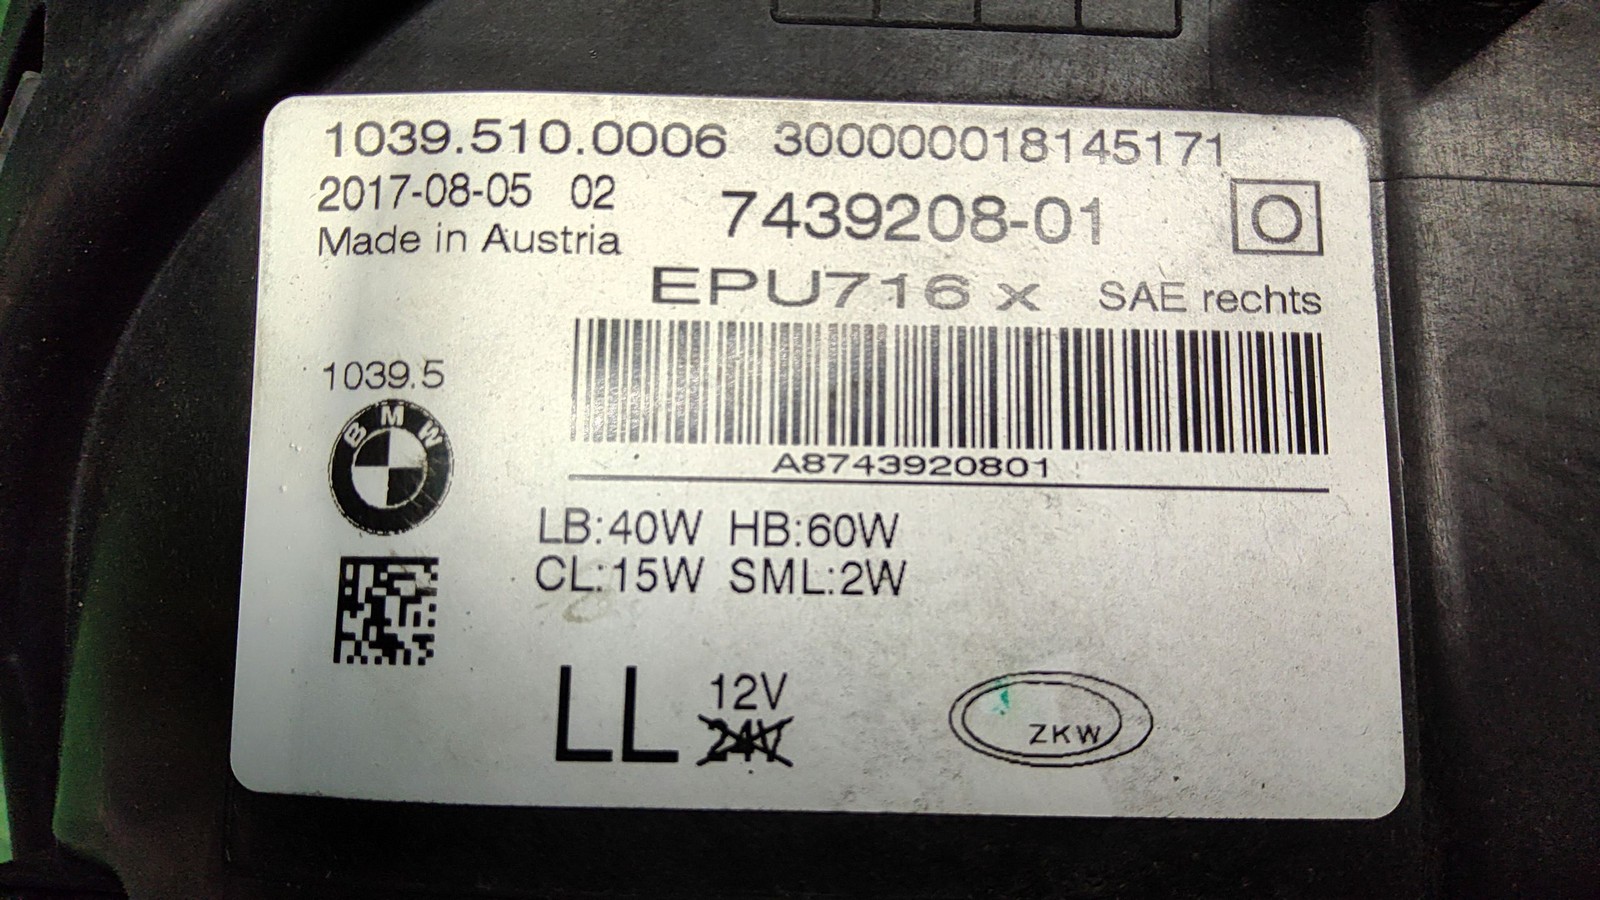 1039.510.0006 300000018145171
2017-08-05 02 7439208-01
Made in Austria
EPU716 x SAE rechts
1039.5
BMW
A8743920801
LB:40W HB:60W
CL:15W SML:2W
LL 12V
24V
ZKW